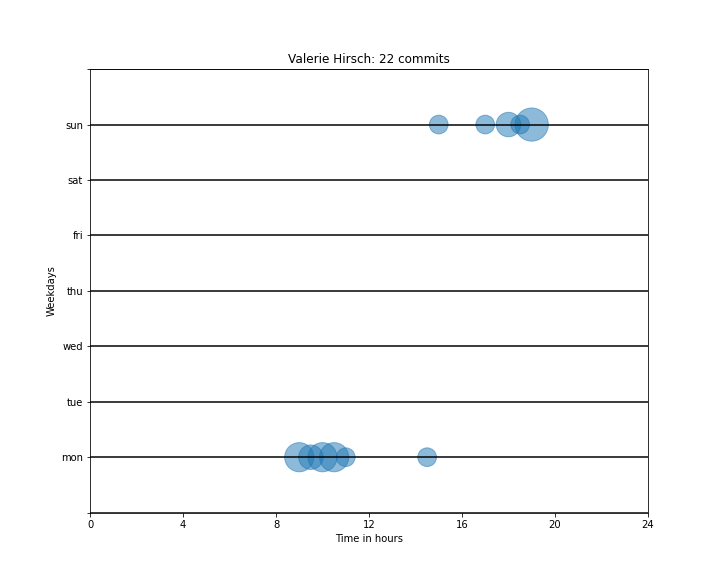 Valerie Hirsch: 22 commits
sun
sat
fri
thu
wed
tue
mon
Weekdays
0 4 8 12 16 20 24
Time in hours